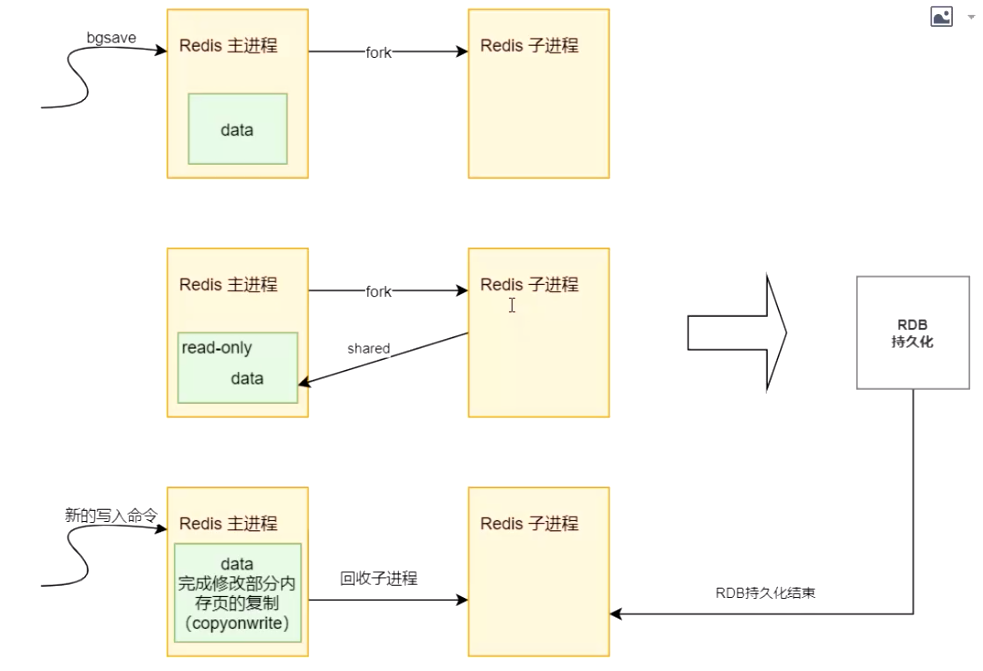 bgsave
Redis 主进程
fork
Redis 子进程
data
Redis 主进程
fork
Redis 子进程
read-only
data
shared
RDB
持久化
新的写入命令
Redis 主进程
data
完成修改部分内
存页的复制
（copyonwrite）
回收子进程
Redis 子进程
RDB持久化结束